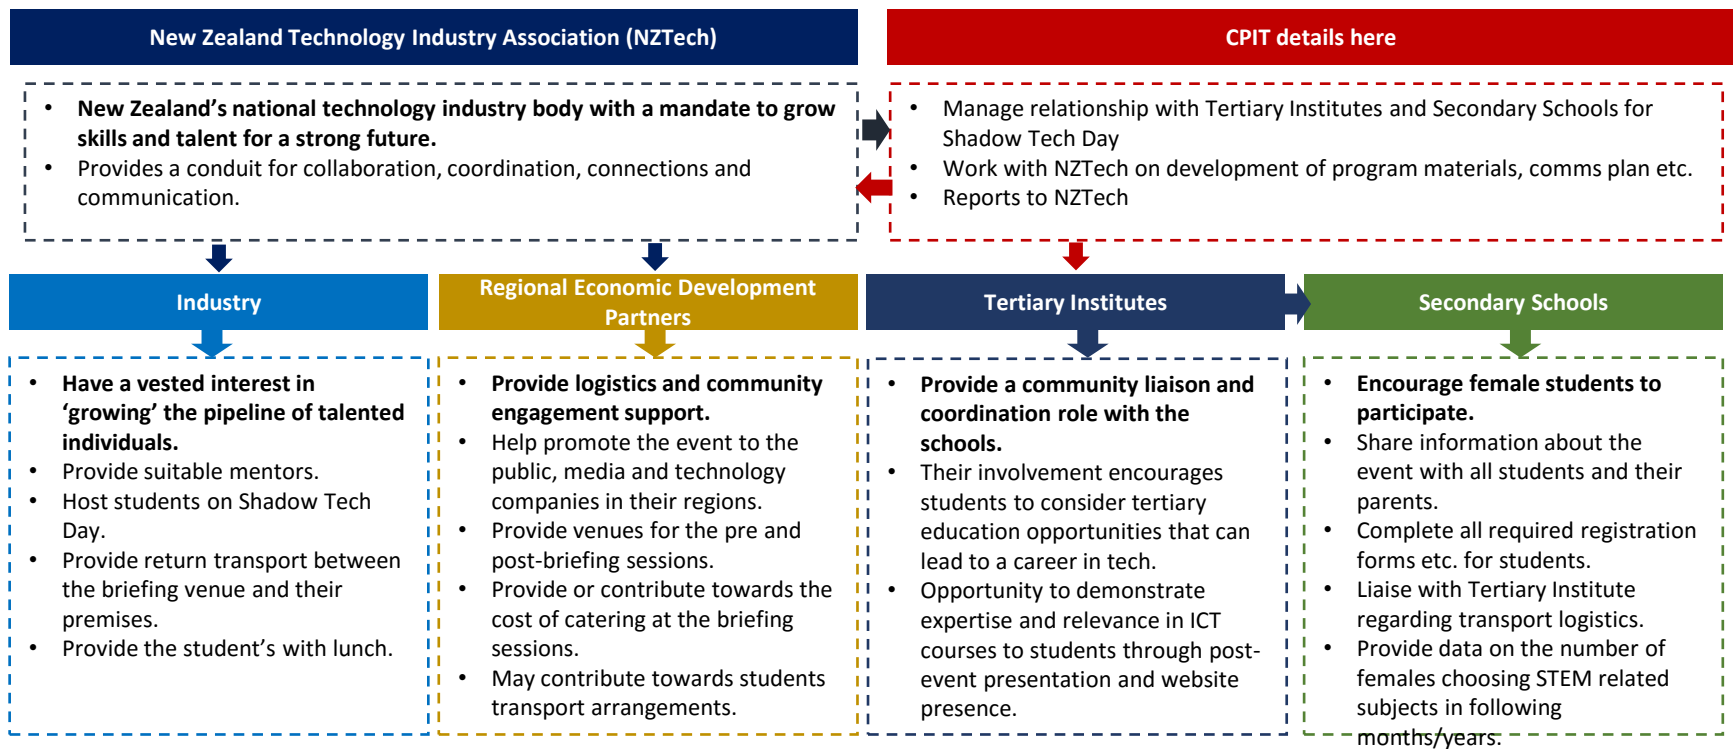 New Zealand Technology Industry Association (NZTech)
CPIT details here
• New Zealand's national technology industry body with a mandate to grow
skills and talent for a strong future.
• Provides a conduit for collaboration, coordination, connections and
communication.
• Manage relationship with Tertiary Institutes and Secondary Schools for
Shadow Tech Day
• Work with NZTech on development of program materials, comms plan etc.
• Reports to NZTech
Industry
• Have a vested interest in
‘growing’ the pipeline of talented
individuals.
• Provide suitable mentors.
• Host students on Shadow Tech
Day.
• Provide return transport between
the briefing venue and their
premises.
• Provide the student's with lunch.
Regional Economic Development
Partners
• Provide logistics and community
engagement support.
• Help promote the event to the
public, media and technology
companies in their regions.
• Provide venues for the pre and
post-briefing sessions.
• Provide or contribute towards the
cost of catering at the briefing
sessions.
• May contribute towards students
transport arrangements.
Tertiary Institutes
• Provide a community liaison and
coordination role with the
schools.
• Their involvement encourages
students to consider tertiary
education opportunities that can
lead to a career in tech.
• Opportunity to demonstrate
expertise and relevance in ICT
courses to students through post-
event presentation and website
presence.
Secondary Schools
• Encourage female students to
participate.
• Share information about the
event with all students and their
parents.
• Complete all required registration
forms etc. for students.
• Liaise with Tertiary Institute
regarding transport logistics.
• Provide data on the number of
females choosing STEM related
subjects in following
months/years.